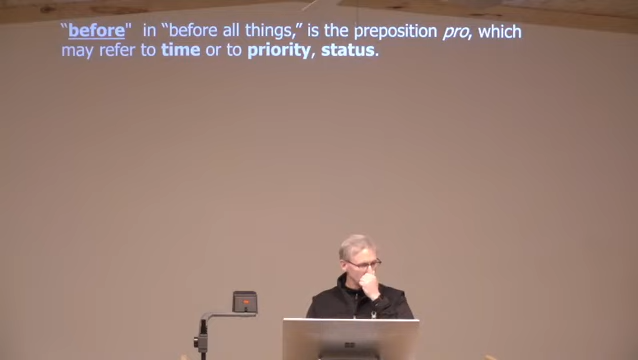 "before" in "before all things," is the preposition pro, which
may refer to time or to priority, status.